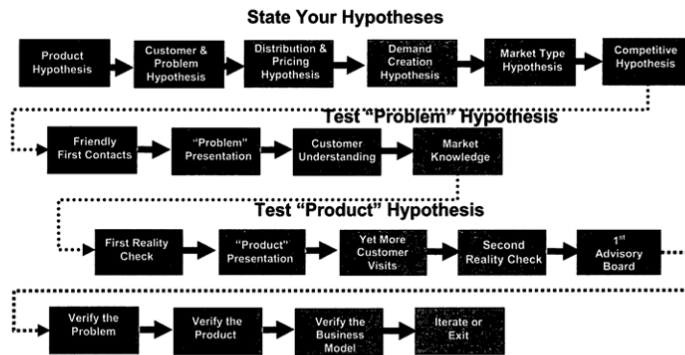 State Your Hypotheses
Product
Hypothesis
Customer &
Problem
Hypothesis
Distribution &
Pricing
Hypothesis
Demand
Creation
Hypothesis
Market Type
Hypothesis
Competitive
Hypothesis
Test “Problem” Hypothesis
Friendly
First Contacts
“Problem”
Presentation
Customer
Understanding
Market
Knowledge
Test “Product” Hypothesis
First Reality
Check
“Product”
Presentation
Yet More
Customer
Visits
Second
Reality Check
1st
Advisory
Board
Verify the
Problem
Verify the
Product
Verify the
Business
Model
Iterate or
Exit